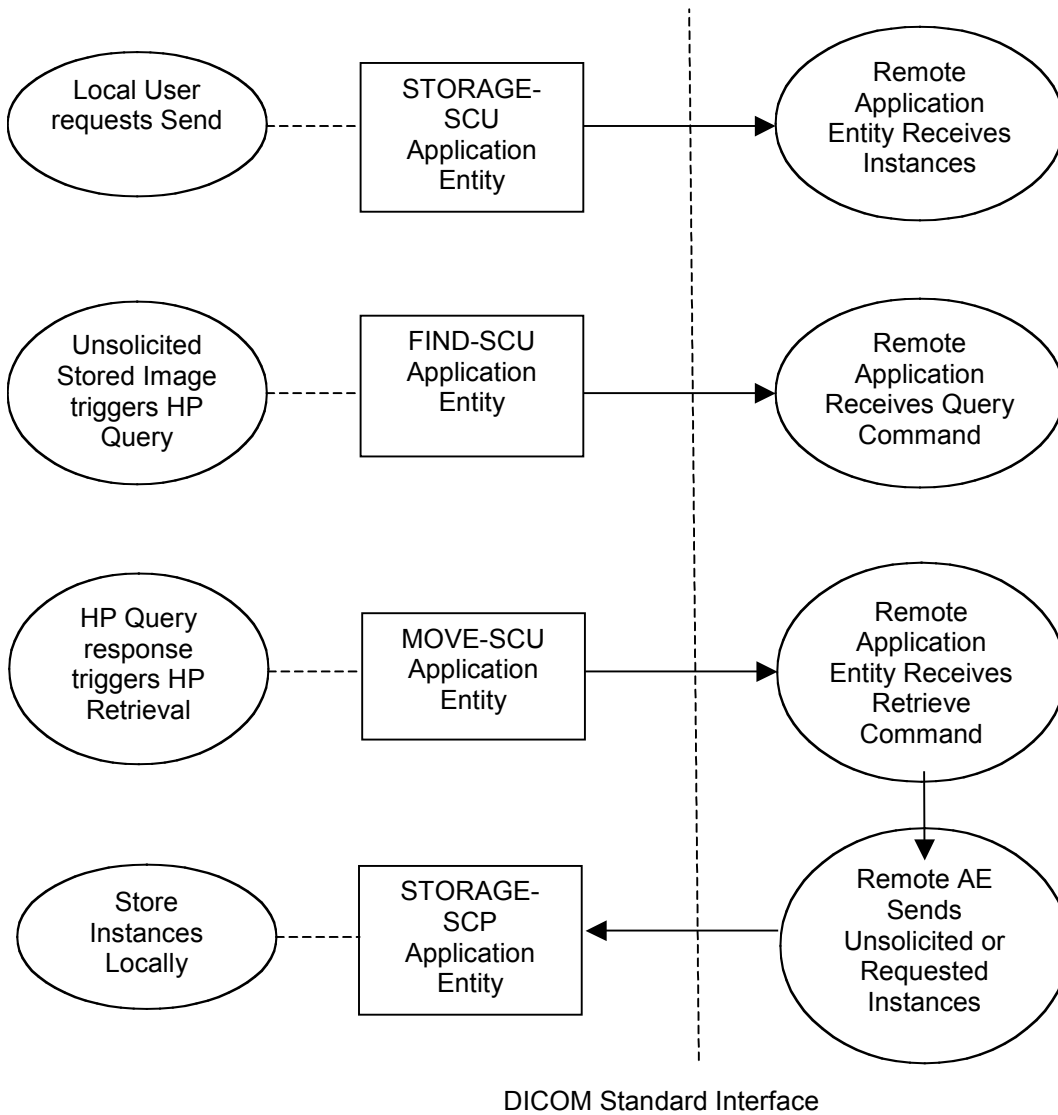 Local User
requests Send
STORAGE-
SCU
Application
Entity
Remote
Application
Entity Receives
Instances
Unsolicited
Stored Image
triggers HP
Query
FIND-SCU
Application
Entity
Remote
Application
Receives Query
Command
HP Query
response
triggers HP
Retrieval
MOVE-SCU
Application
Entity
Remote
Application
Entity Receives
Retrieve
Command
Store
Instances
Locally
STORAGE-
SCP
Application
Entity
Remote AE
Sends
Unsolicited or
Requested
Instances
DICOM Standard Interface